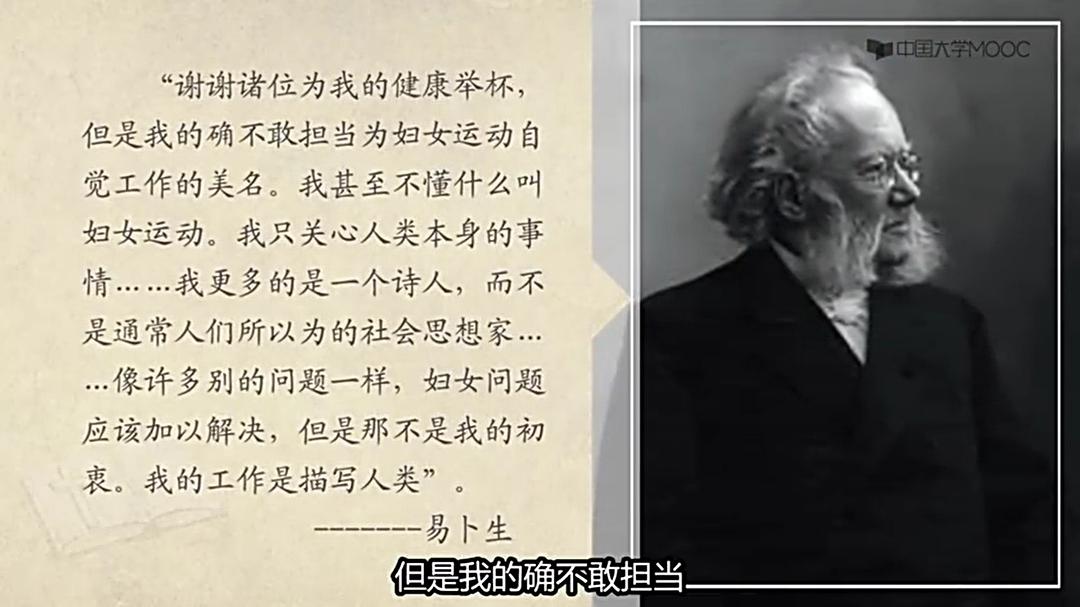 “谢谢诸位为我的健康举杯，
但是我的确不敢担当为妇女运动自
觉工作的美名。我甚至不懂什么叫
妇女运动。我只关心人类本身的事
情……我更多的是一个诗人，而不
是通常人们所以为的社会思想家…
…像许多别的问题一样，妇女问题
应该加以解决，但是那不是我的初
衷。我的工作是描写人类”。
-------易卜生
中国大学MOOC
但是我的确不敢担当